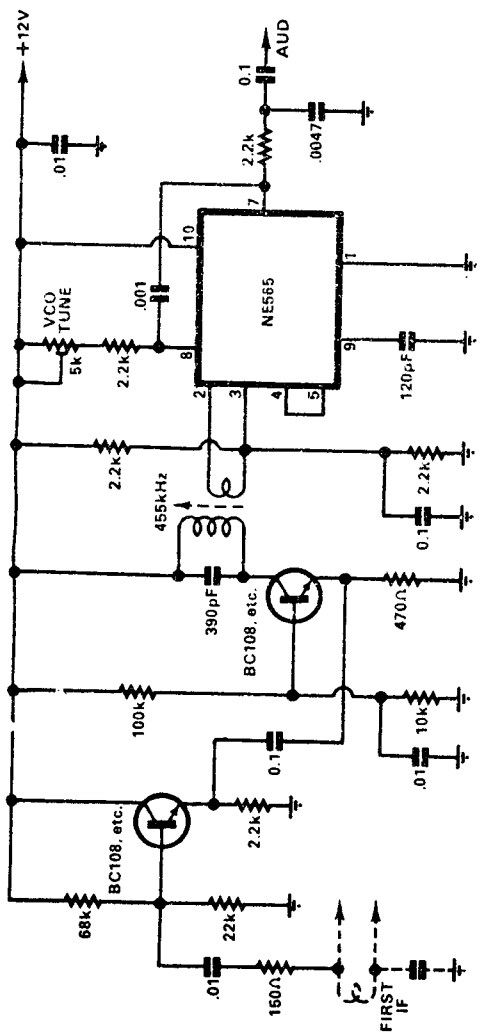 +12V
.01
AUD
0.1
2.2k
.0047
7
10
NE565
1
9
120pF
.001
8
VCO
TUNE
5k
2.2k
2
3
4
5
2.2k
2.2k
0.1
455kHz
390pF
BC108, etc.
470Ω
100k
10k
.01
0.1
BC108, etc.
2.2k
68k
22k
.01
150Ω
FIRST
IF